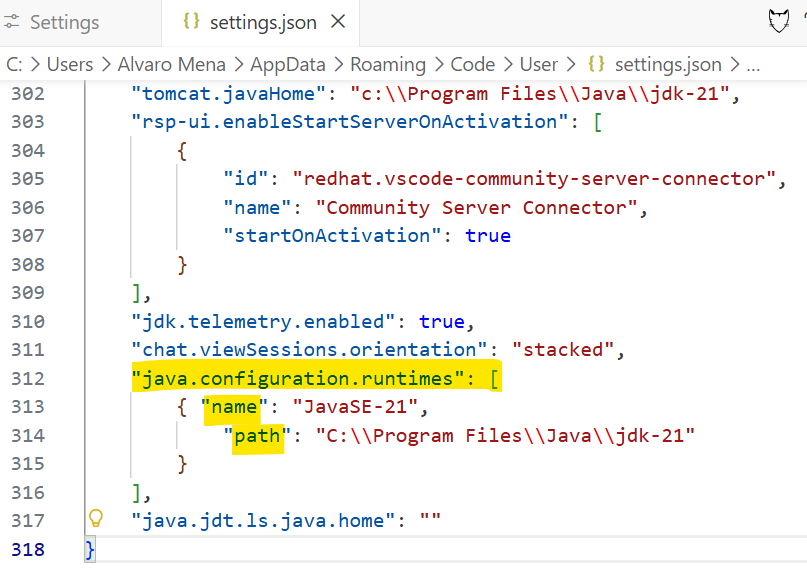 Settings
{} settings.json ×
C: > Users > Alvaro Mena > AppData > Roaming > Code > User > {} settings.json > ...
302 "tomcat.javaHome": "c:\\Program Files\\Java\\jdk-21",
303 "rsp-ui.enableStartServerOnActivation": [
304 {
305 "id": "redhat.vscode-community-server-connector",
306 "name": "Community Server Connector",
307 "startOnActivation": true
308 }
309 ],
310 "jdk.telemetry.enabled": true,
311 "chat.viewSessions.orientation": "stacked",
312 "java.configuration.runtimes": [
313 { "name": "JavaSE-21",
314 "path": "C:\\Program Files\\Java\\jdk-21"
315 }
316 ],
317 "java.jdt.ls.java.home": ""
318 }